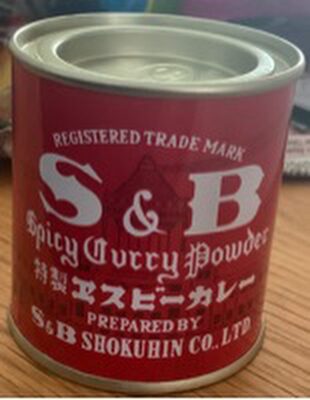 REGISTERED TRADE MARK
S & B
Spicy Curry Powder
特製ヱスビーカレー
PREPARED BY
S&B SHOKUHIN CO., LTD.